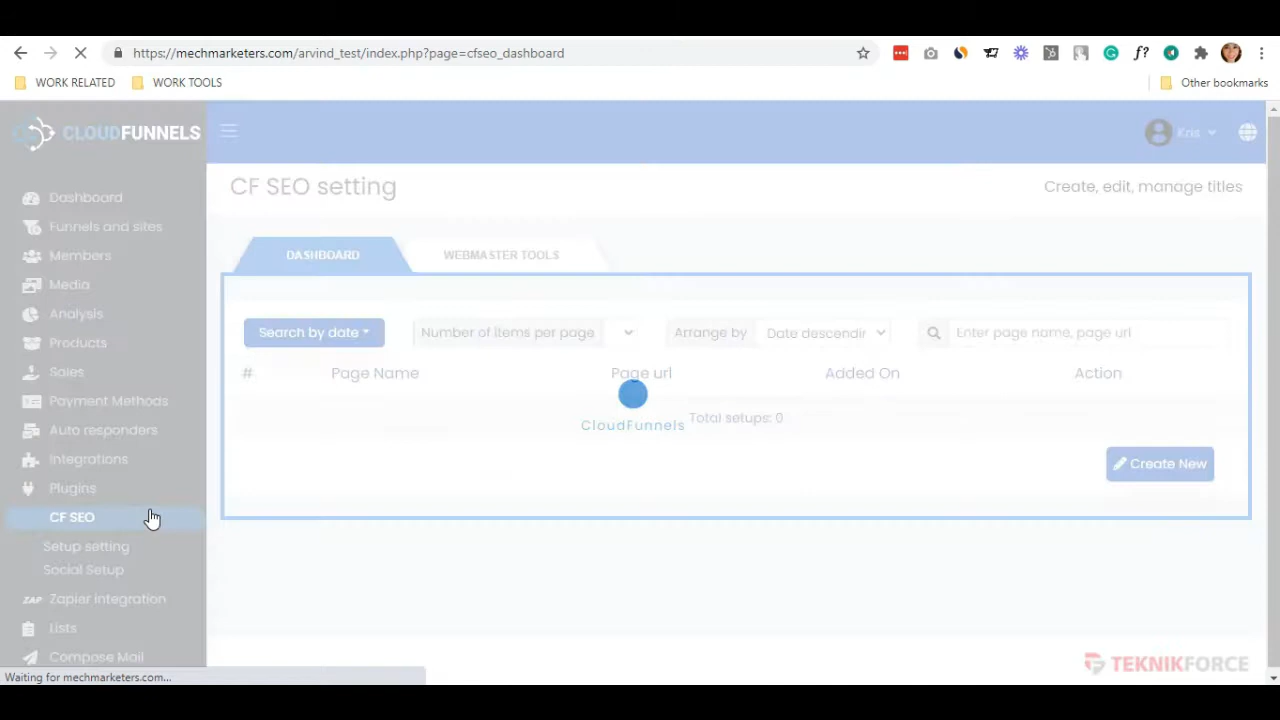 https://mechmarketers.com/arvind_test/index.php?page=cfseo_dashboard
f?
WORK RELATED WORK TOOLS Other bookmarks
CLOUDFUNNELS
Kris
CF SEO setting
Create, edit, manage titles
Dashboard
Funnels and sites
Members
Media
Analysis
Products
Sales
Payment Methods
Auto responders
Integrations
Plugins
CF SEO
Setup setting
Social Setup
ZAP Zapier integration
Lists
Compose Mail
DASHBOARD WEBMASTER TOOLS
Search by date Number of items per page Arrange by Date descendin Enter page name, page url
# Page Name Page url Added On Action
CloudFunnels
Total setups: 0
Create New
TEKNIKFORCE
Waiting for mechmarketers.com...